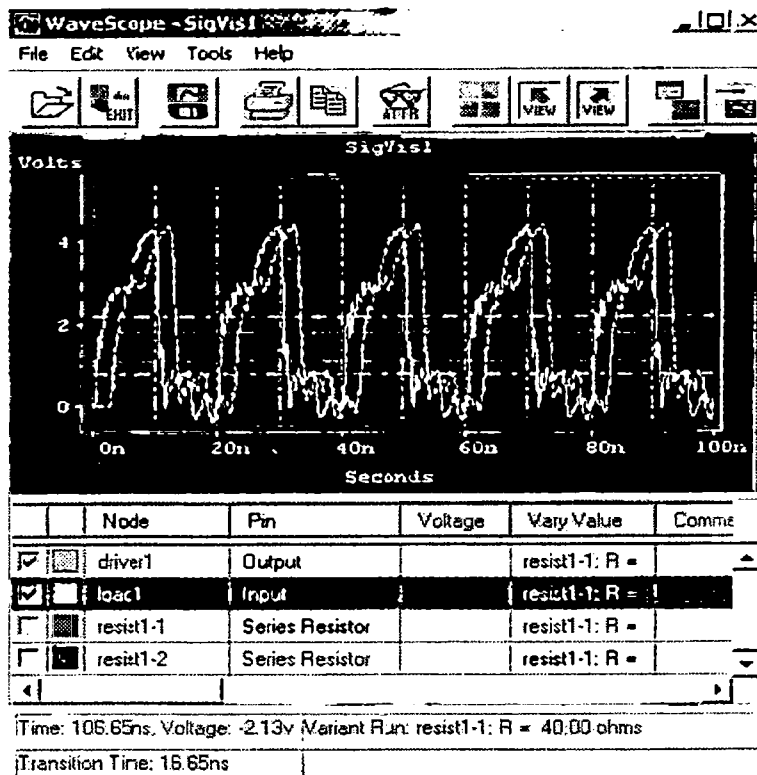 WaveScope - SigVis1
File Edit View Tools Help
EXIT ATTR VIEW VIEW
SigVis1
Volts
4
2
0
0n 20n 40n 60n 80n 100n
Seconds
Node Pin Voltage Vary Value Comme
driver1 Output resist1-1: R =
load1 Input resist1-1: R =
resist1-1 Series Resistor resist1-1: R =
resist1-2 Series Resistor resist1-1: R =
Time: 106.65ns, Voltage: -2.13v Variant Run: resist1-1: R = 40.00 ohms
Transition Time: 16.65ns